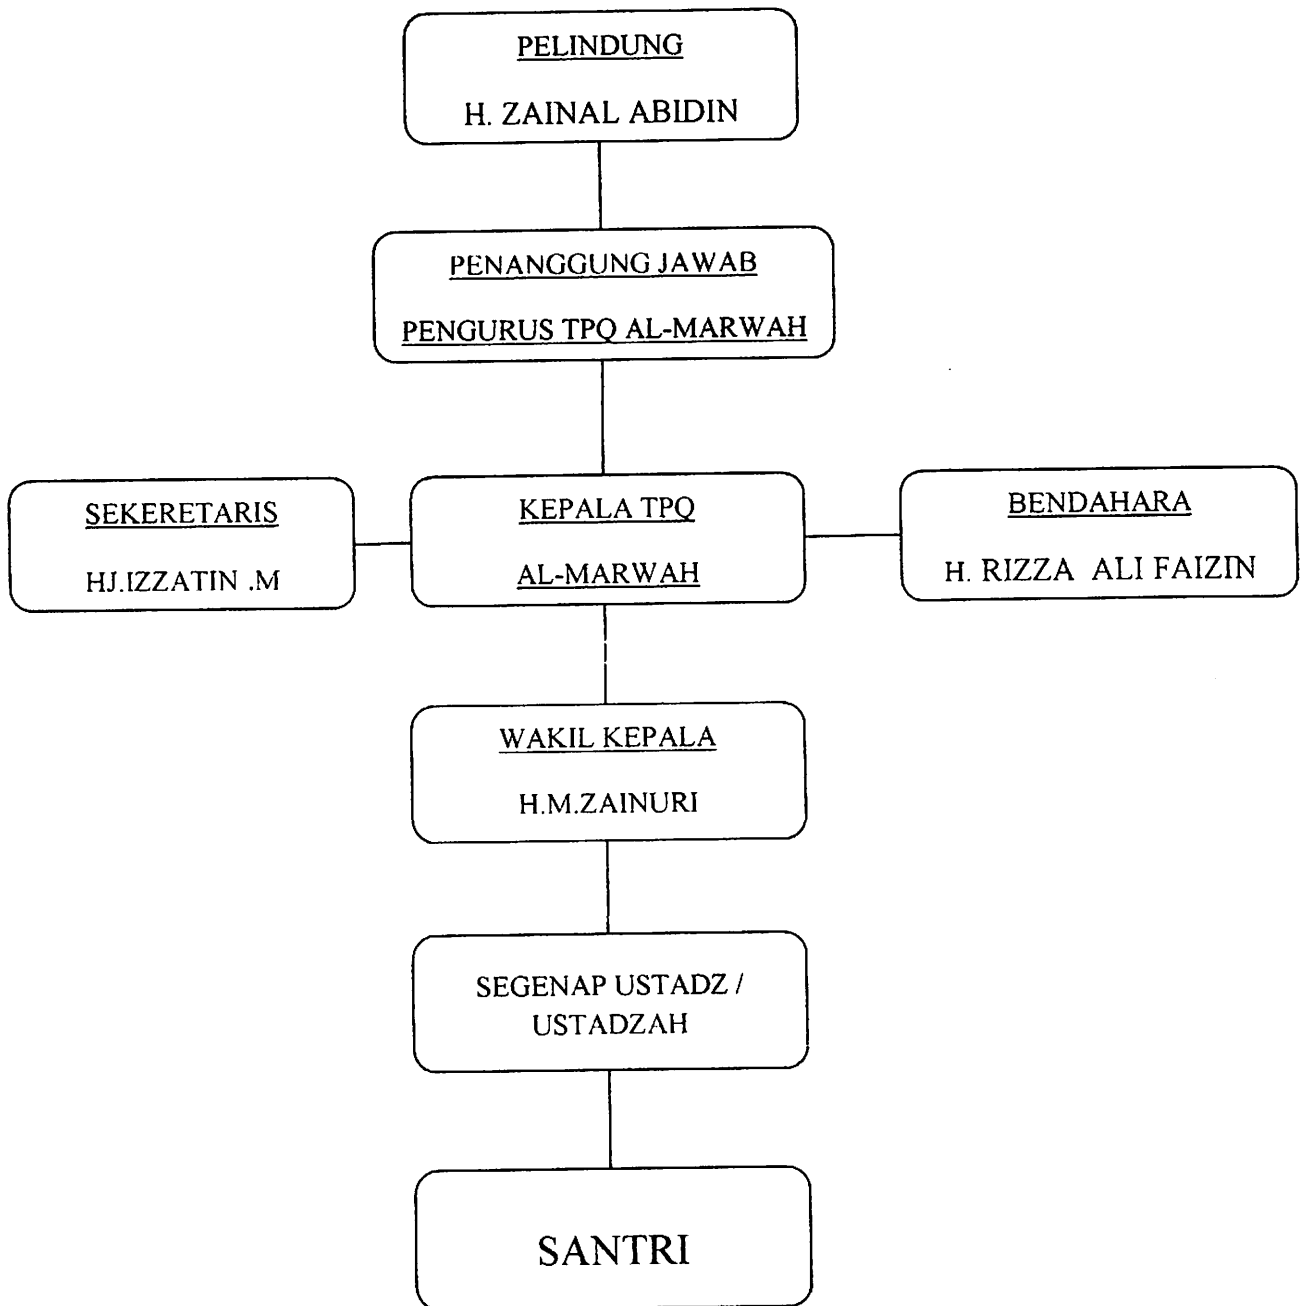 PELINDUNG
H. ZAINAL ABIDIN
PENANGGUNG JAWAB
PENGURUS TPQ AL-MARWAH
SEKERETARIS
HJ.IZZATIN .M
KEPALA TPQ
AL-MARWAH
BENDAHARA
H. RIZZA ALI FAIZIN
WAKIL KEPALA
H.M.ZAINURI
SEGENAP USTADZ /
USTADZAH
SANTRI